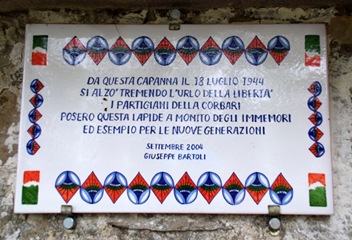 DA QUESTA CAPANNA IL 18 LUGLIO 1944
SI ALZO' TREMENDO L'URLO DELLA LIBERTA'
I PARTIGIANI DELLA CORBARI
POSERO QUESTA LAPIDE A MONITO DEGLI IMMEMORI
ED ESEMPIO PER LE NUOVE GENERAZIONI
SETTEMBRE 2004
GIUSEPPE BARTOLI